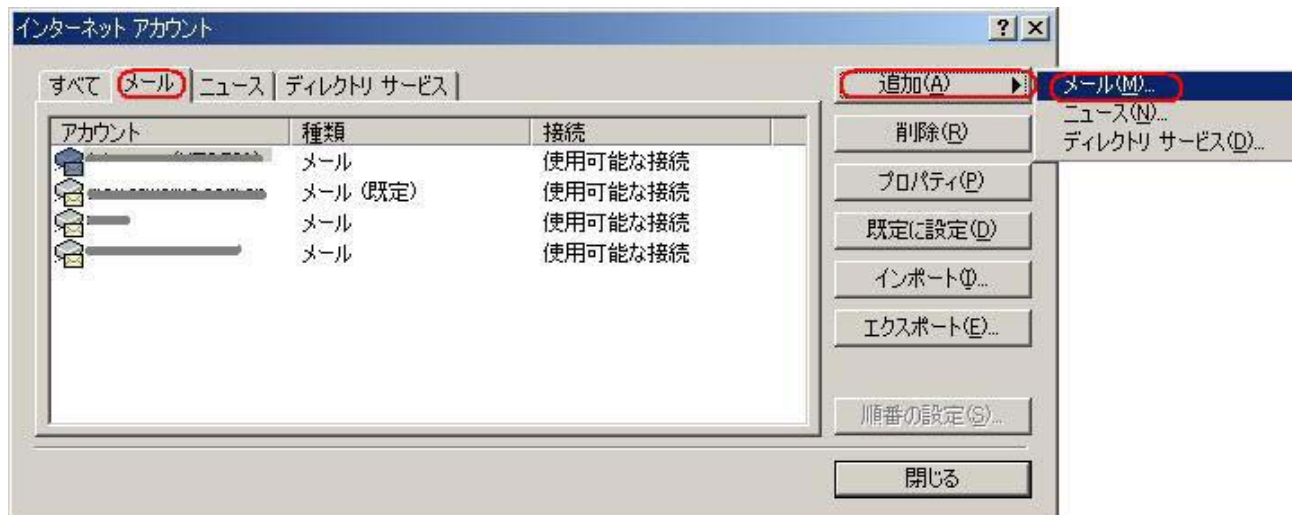 インターネット アカウント
すべて メール ニュース ディレクトリ サービス
アカウント 種類 接続
メール 使用可能な接続
メール (既定) 使用可能な接続
メール 使用可能な接続
メール 使用可能な接続
追加(A)
削除(R)
プロパティ(P)
既定に設定(D)
インポート(I)...
エクスポート(E)...
順番の設定(S)...
閉じる
メール(M)...
ニュース(N)...
ディレクトリ サービス(D)...